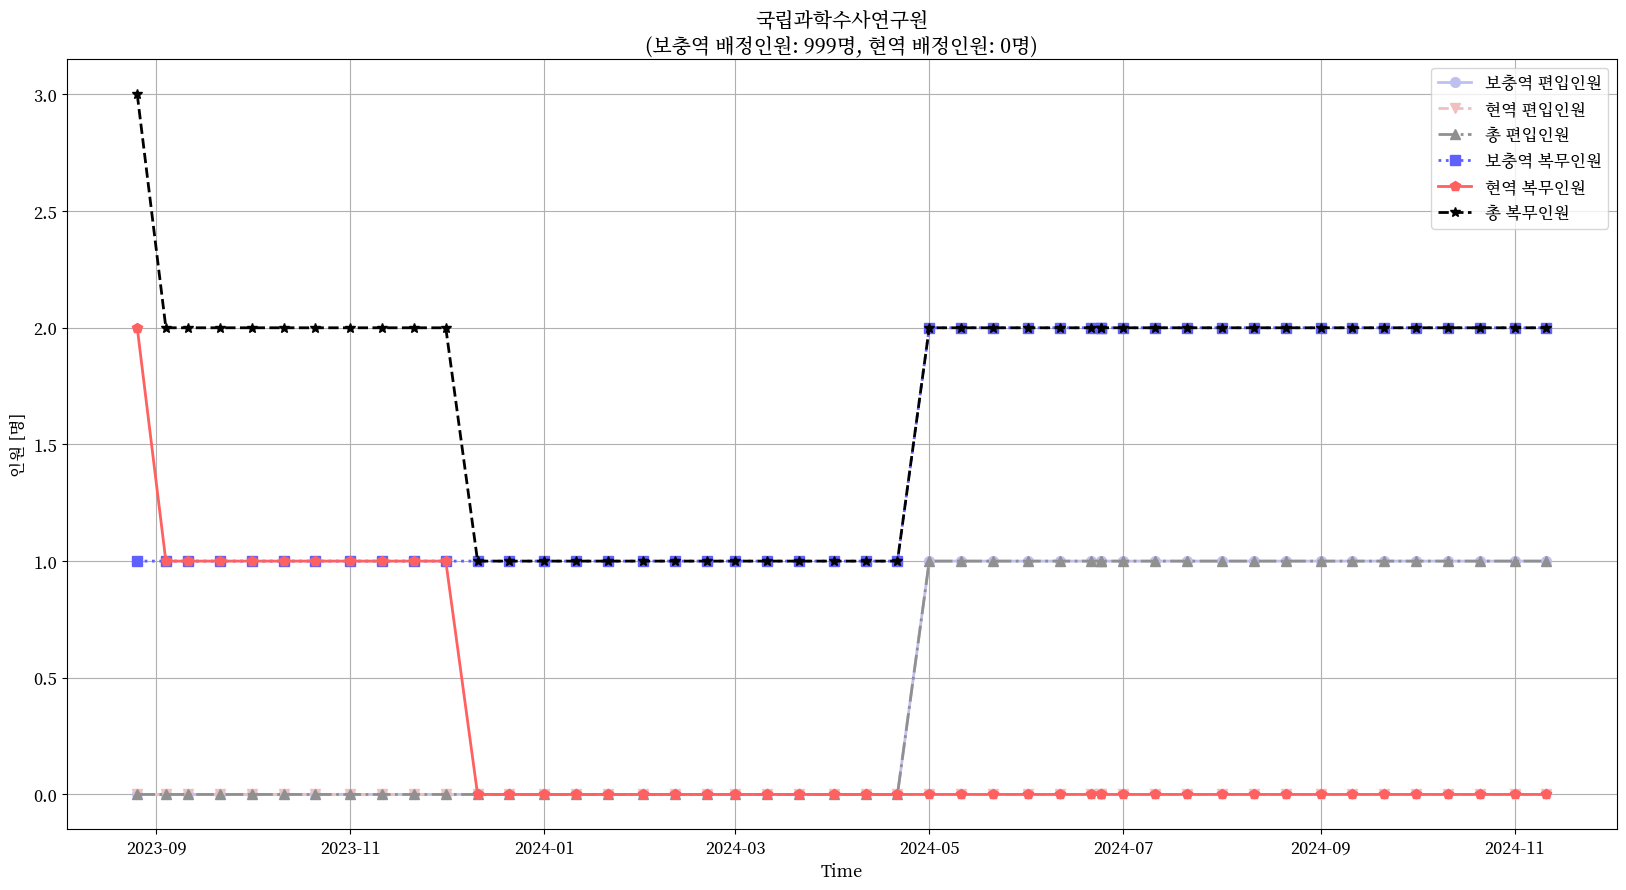 국립과학수사연구원
(보충역 배정인원: 999명, 현역 배정인원: 0명)
보충역 편입인원
현역 편입인원
총 편입인원
보충역 복무인원
현역 복무인원
총 복무인원
3.0
2.5
2.0
1.5
1.0
0.5
0.0
인원 [명]
2023-09
2023-11
2024-01
2024-03
2024-05
2024-07
2024-09
2024-11
Time